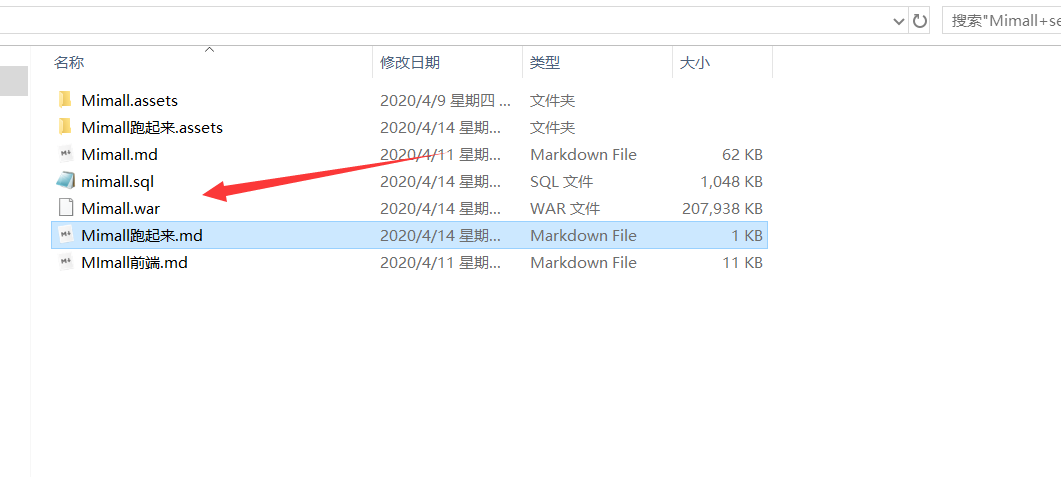 搜索"Mimall+se
名称 修改日期 类型 大小
Mimall.assets 2020/4/9 星期四 ... 文件夹
Mimall跑起来.assets 2020/4/14 星期... 文件夹
Mimall.md 2020/4/11 星期... Markdown File 62 KB
mimall.sql 2020/4/14 星期... SQL 文件 1,048 KB
Mimall.war 2020/4/14 星期... WAR 文件 207,938 KB
Mimall跑起来.md 2020/4/14 星期... Markdown File 1 KB
MImall前端.md 2020/4/11 星期... Markdown File 11 KB